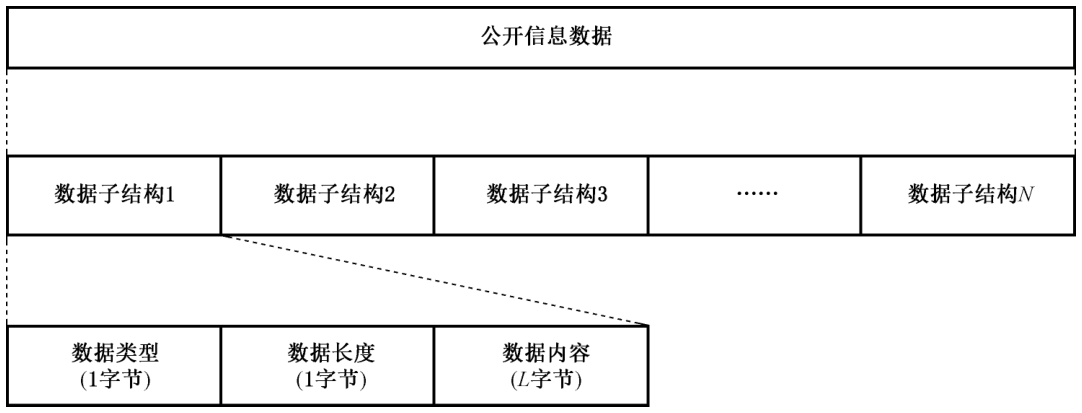 公开信息数据
数据子结构1
数据子结构2
数据子结构3
……
数据子结构N
数据类型
(1字节)
数据长度
(1字节)
数据内容
(L字节)